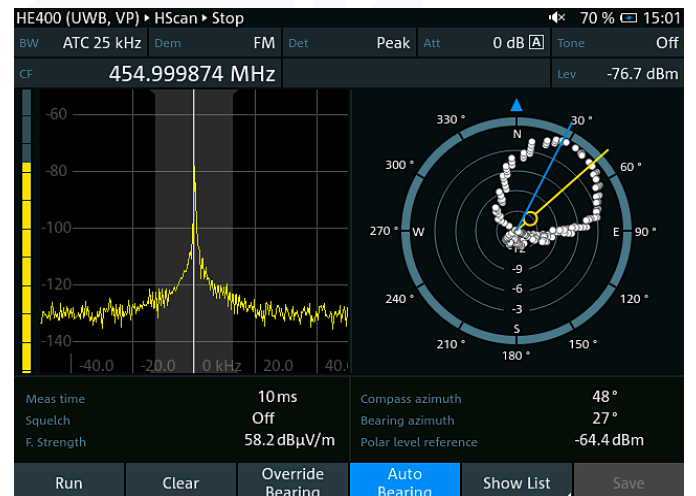 HE400 (UWB, VP) ▸ HScan ▸ Stop 70 % 15:01
BW ATC 25 kHz Dem FM Det Peak Att 0 dB A Tone Off
CF 454.999874 MHz Lev -76.7 dBm
-60
-80
-100
-120
-140
-40.0 -20.0 0 kHz 20.0 40.
330 ° 30 °
N
300 ° 60 °
270 ° W E 90 °
-12
-9
-6
-3
240 ° 120 °
S
210 ° 150 °
180 °
Meas time 10 ms
Squelch Off
F. Strength 58.2 dBµV/m
Compass azimuth 48 °
Bearing azimuth 27 °
Polar level reference -64.4 dBm
Run Clear Override Bearing Auto Bearing Show List Save